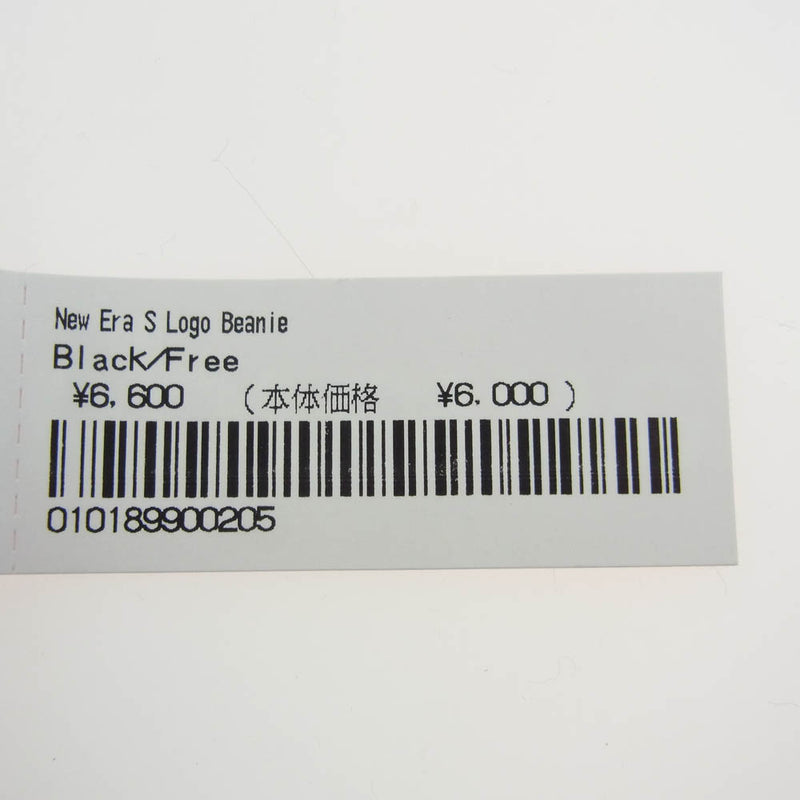 New Era S Logo Beanie
Black/Free
¥6,600 (本体価格 ¥6,000)
010189900205